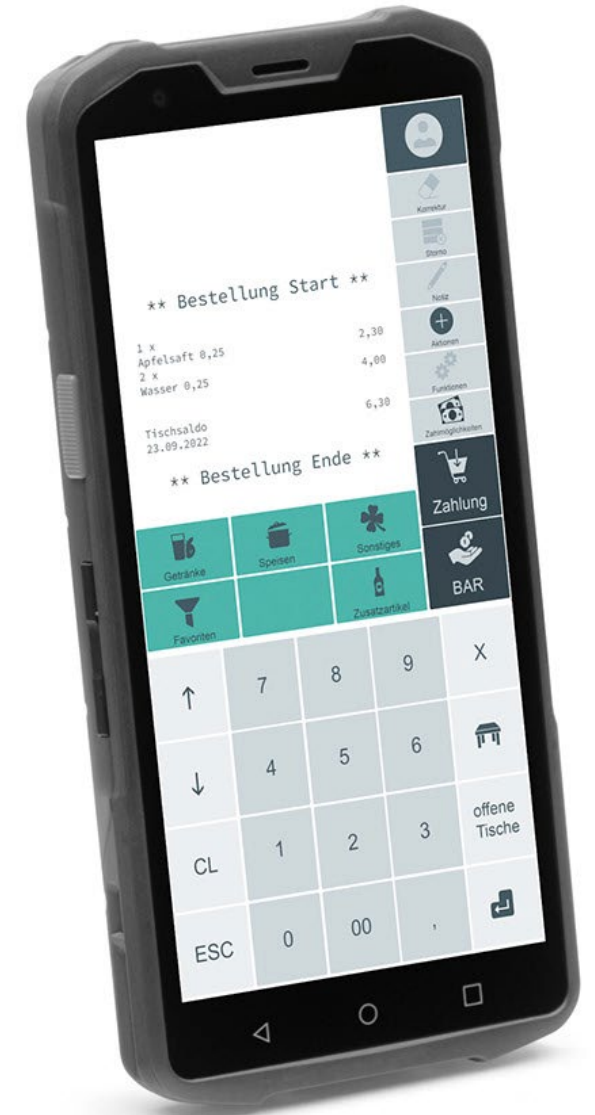 ** Bestellung Start **
1 x
Apfelsaft 0,25 2,30
2 x
Wasser 0,25 4,00
Tischsaldo 6,30
23.09.2022
** Bestellung Ende **
Korrektur
Storno
Notiz
Aktionen
Funktionen
Zahlmöglichkeiten
Zahlung
BAR
Getränke Speisen Sonstiges
Favoriten Zusatzartikel
↑ 7 8 9 X
↓ 4 5 6
CL 1 2 3 offene
Tische
ESC 0 00 ,